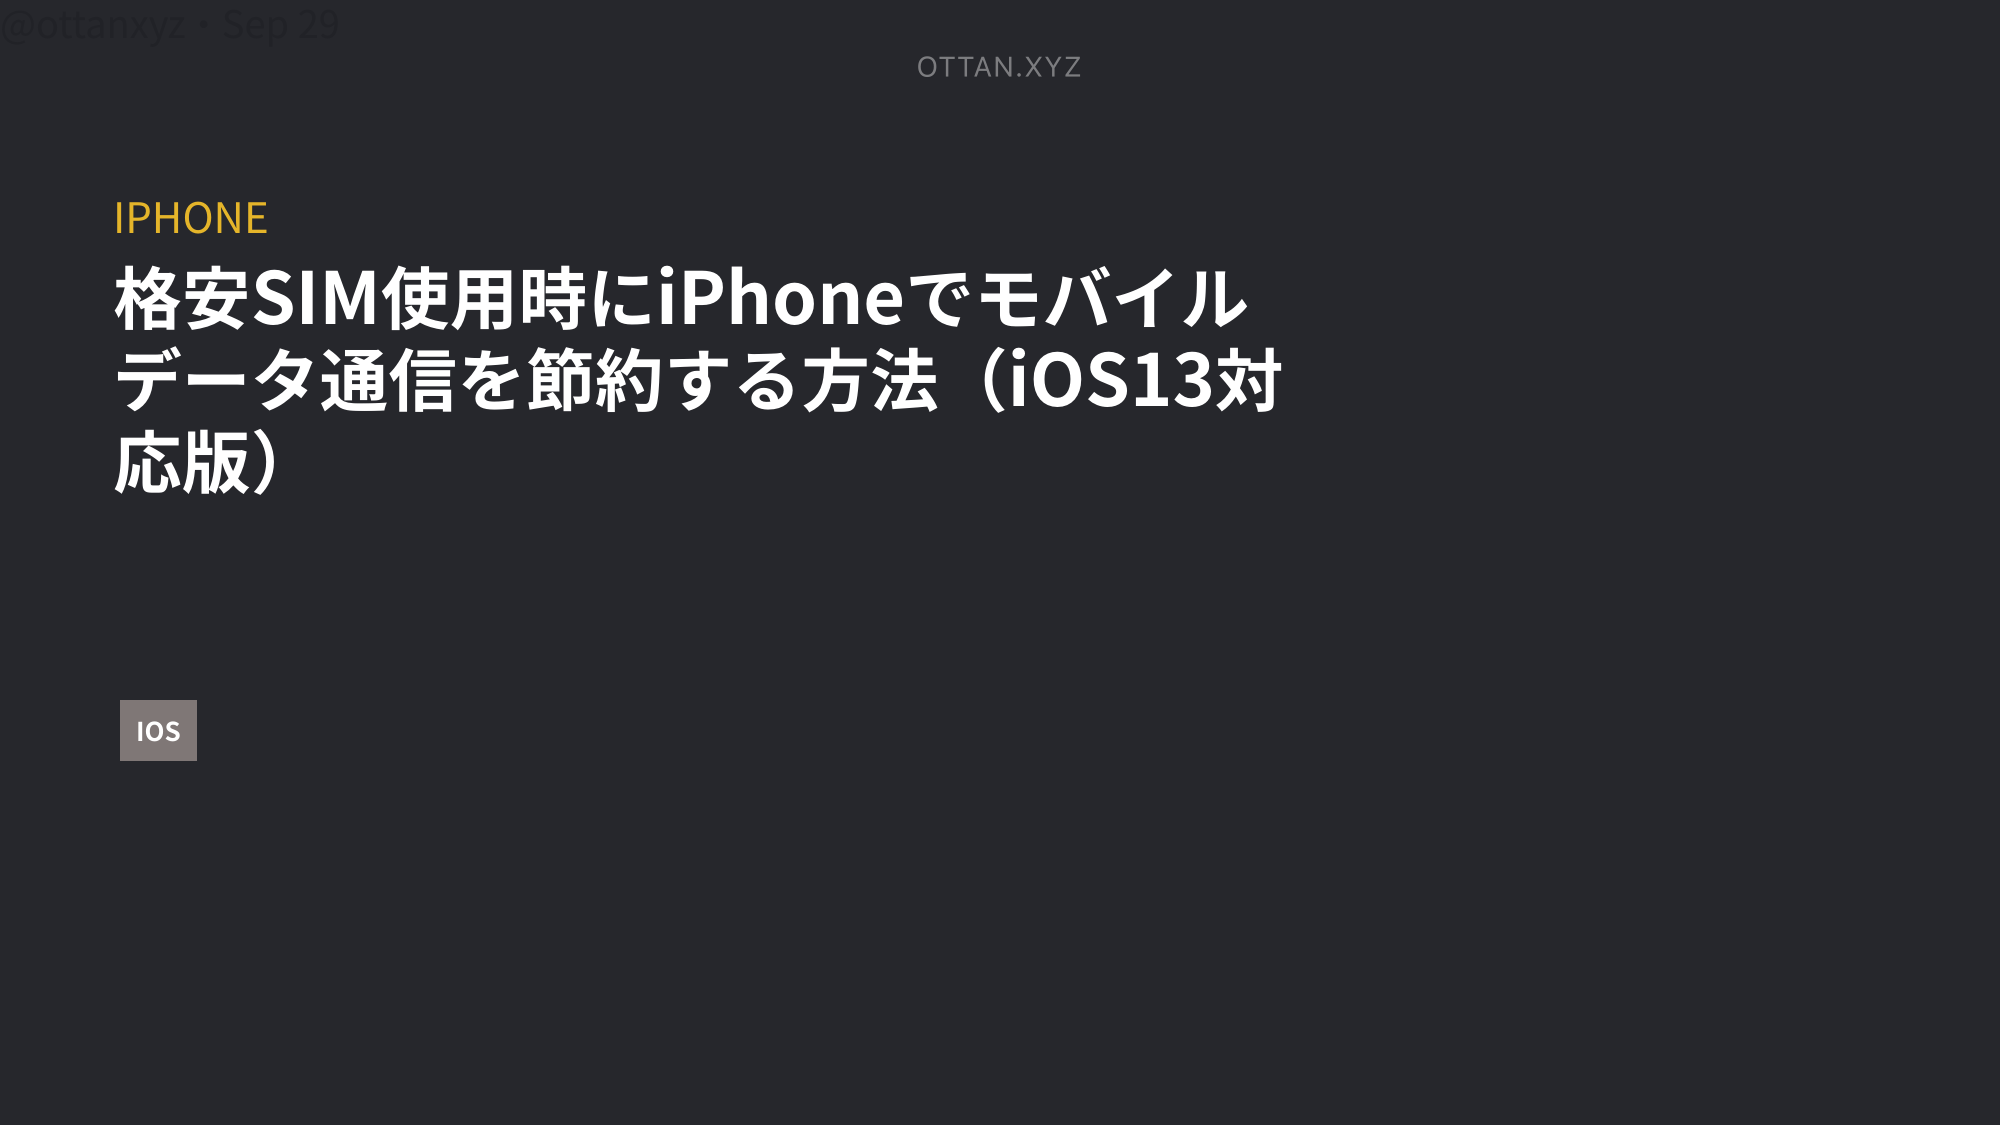 @ottanxyz・Sep 29
OTTAN.XYZ
IPHONE
格安SIM使用時にiPhoneでモバイル
データ通信を節約する方法（iOS13対
応版）
IOS